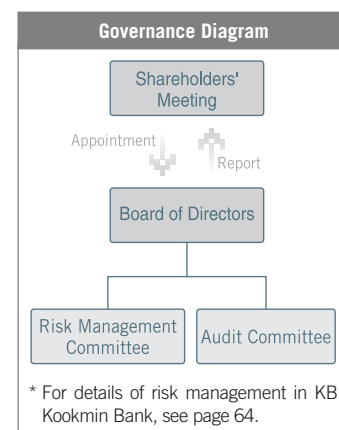 Governance Diagram
Shareholders'
Meeting
Appointment
Report
Board of Directors
Risk Management
Committee
Audit Committee
* For details of risk management in KB
Kookmin Bank, see page 64.